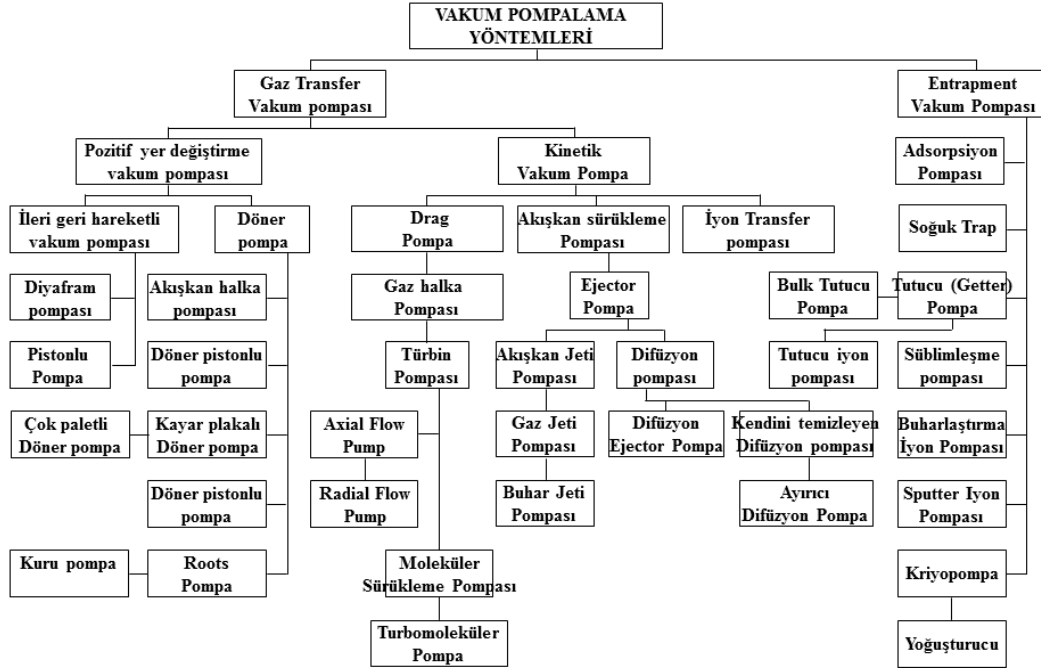 VAKUM POMPALAMA
YÖNTEMLERİ
Gaz Transfer
Vakum pompası
Entrapment
Vakum Pompası
Pozitif yer değiştirme
vakum pompası
Kinetik
Vakum Pompa
Adsorpsiyon
Pompası
İleri geri hareketli
vakum pompası
Döner
pompa
Drag
Pompa
Akışkan sürükleme
Pompası
İyon Transfer
pompası
Soğuk Trap
Diyafram
pompası
Akışkan halka
pompası
Gaz halka
Pompası
Ejector
Pompa
Bulk Tutucu
Pompa
Tutucu (Getter)
Pompa
Pistonlu
Pompa
Döner pistonlu
pompa
Türbin
Pompası
Akışkan Jeti
Pompası
Difüzyon
pompası
Tutucu iyon
pompası
Süblimleşme
pompası
Çok paletli
Döner pompa
Kayar plakalı
Döner pompa
Axial Flow
Pump
Gaz Jeti
Pompası
Difüzyon
Ejector Pompa
Kendini temizleyen
Difüzyon pompası
Buharlaştırma
İyon Pompası
Döner pistonlu
pompa
Radial Flow
Pump
Buhar Jeti
Pompası
Ayırıcı
Difüzyon Pompa
Sputter Iyon
Pompası
Kuru pompa
Roots
Pompa
Moleküler
Sürükleme Pompası
Kriyopompa
Turbomoleküler
Pompa
Yoğuşturucu